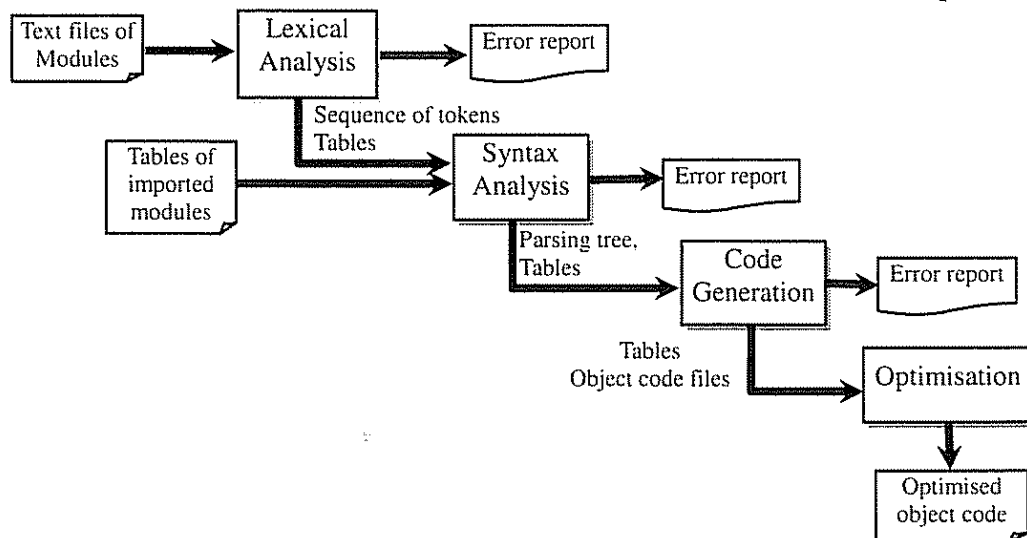 Text files of
Modules
Lexical
Analysis
Error report
Sequence of tokens
Tables
Tables of
imported
modules
Syntax
Analysis
Error report
Parsing tree,
Tables
Code
Generation
Error report
Tables
Object code files
Optimisation
Optimised
object code